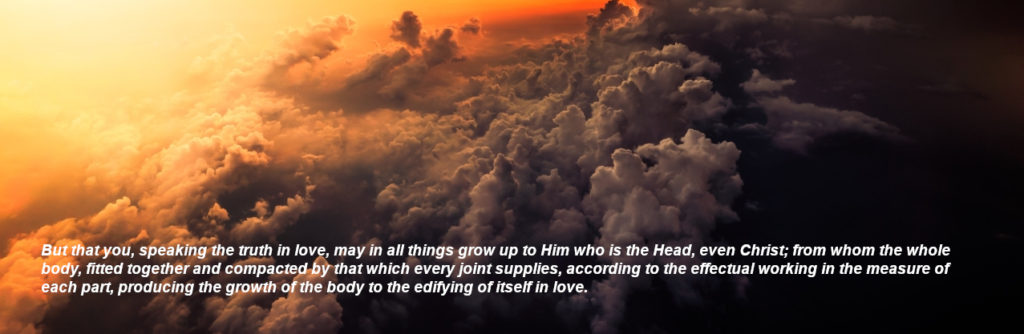 But that you, speaking the truth in love, may in all things grow up to Him who is the Head, even Christ; from whom the whole
body, fitted together and compacted by that which every joint supplies, according to the effectual working in the measure of
each part, producing the growth of the body to the edifying of itself in love.